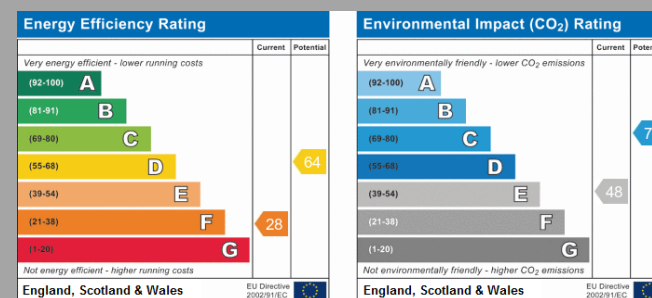 Energy Efficiency Rating
Current Potential
Very energy efficient - lower running costs
(92-100) A
(81-91) B
(69-80) C
(55-68) D
64
(39-54) E
(21-38) F
28
(1-20) G
Not energy efficient - higher running costs
England, Scotland & Wales
EU Directive
2002/91/EC
Environmental Impact (CO₂) Rating
Current
Very environmentally friendly - lower CO₂ emissions
(92-100) A
(81-91) B
(69-80) C
(55-68) D
(39-54) E
48
(21-38) F
(1-20) G
Not environmentally friendly - higher CO₂ emissions
England, Scotland & Wales
EU Directive
2002/91/EC